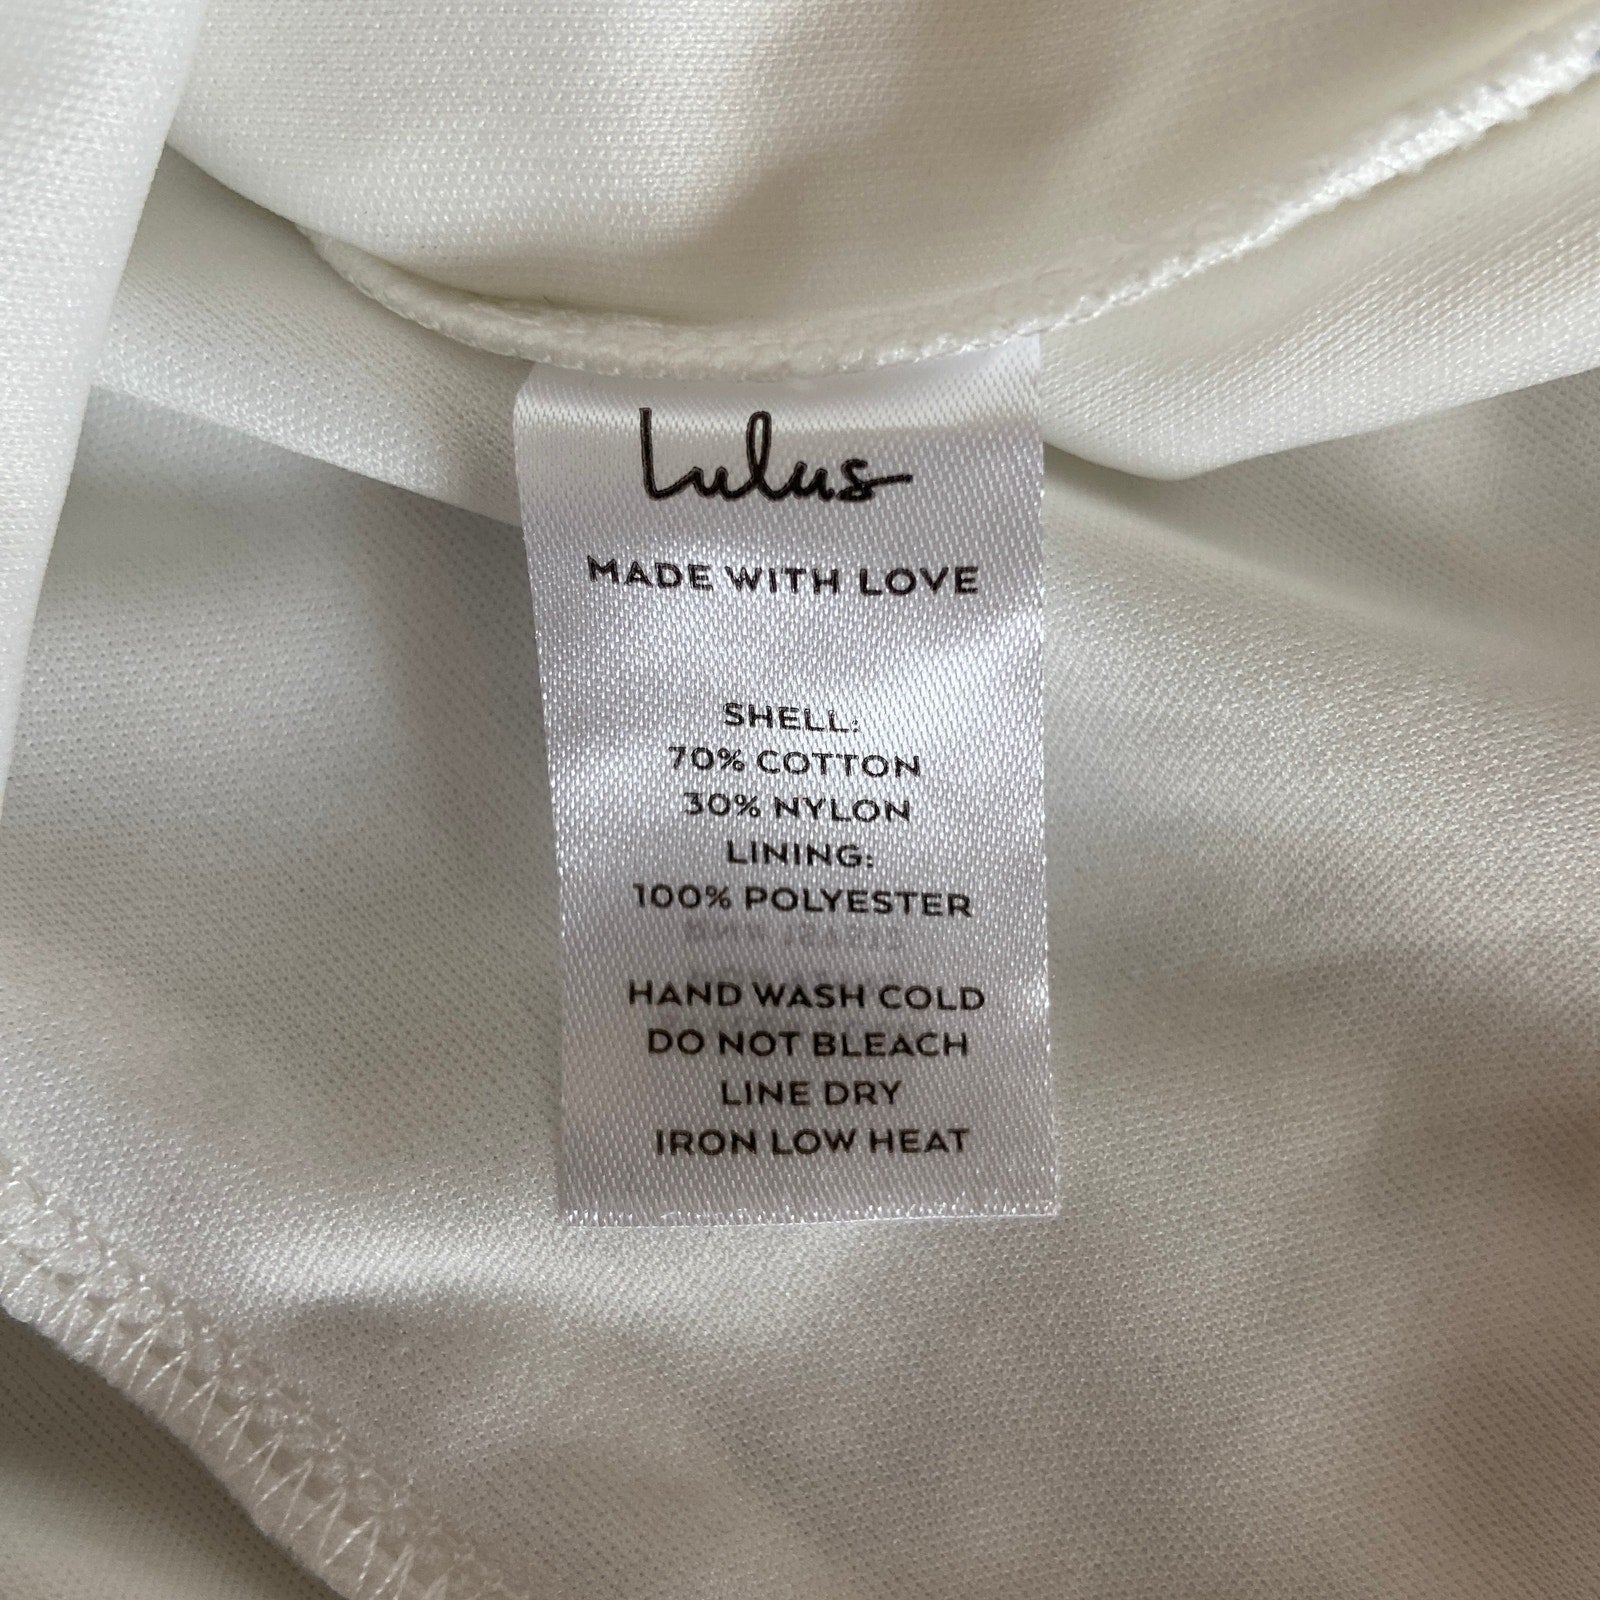 Lulus
MADE WITH LOVE
SHELL:
70% COTTON
30% NYLON
LINING:
100% POLYESTER
HAND WASH COLD
DO NOT BLEACH
LINE DRY
IRON LOW HEAT